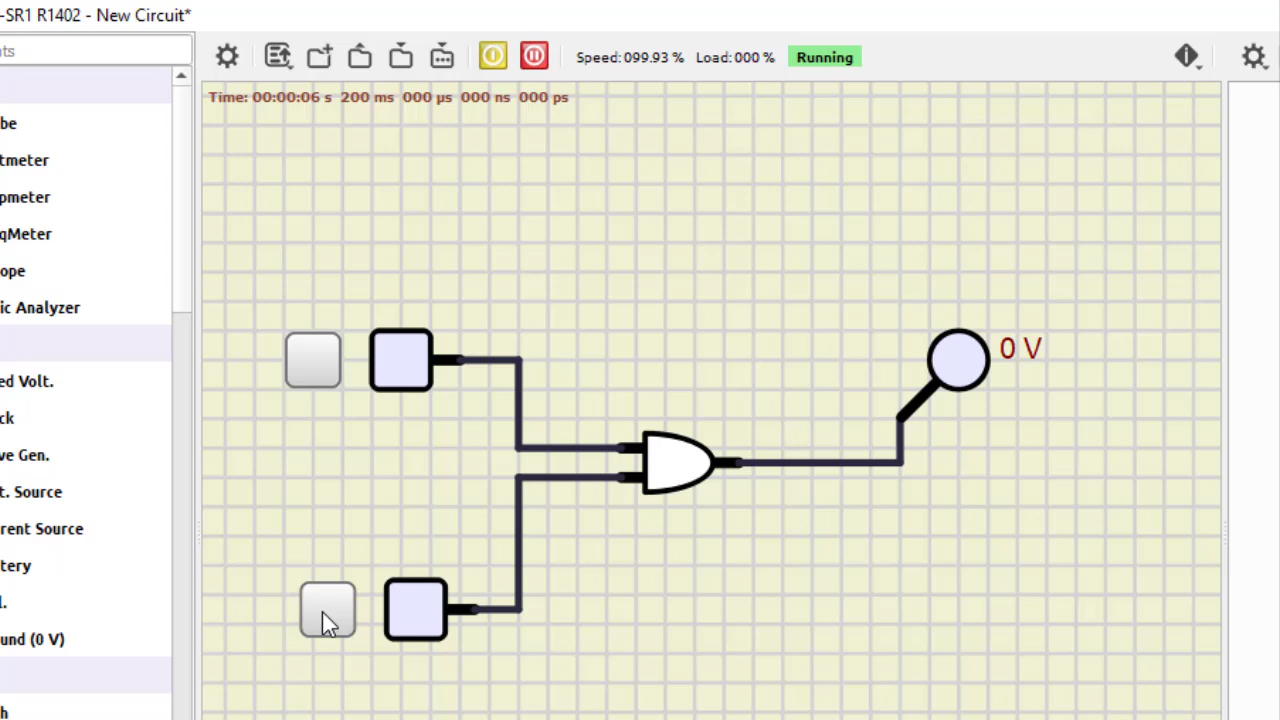 -SR1 R1402 - New Circuit*
ts
Speed: 099.93 % Load: 000 % Running
Time: 00:00:06 s 200 ms 000 µs 000 ns 000 ps
be
tmeter
pmeter
qMeter
ope
ic Analyzer
ed Volt.
ck
ve Gen.
t. Source
rent Source
tery
l.
und (0 V)
h
0 V